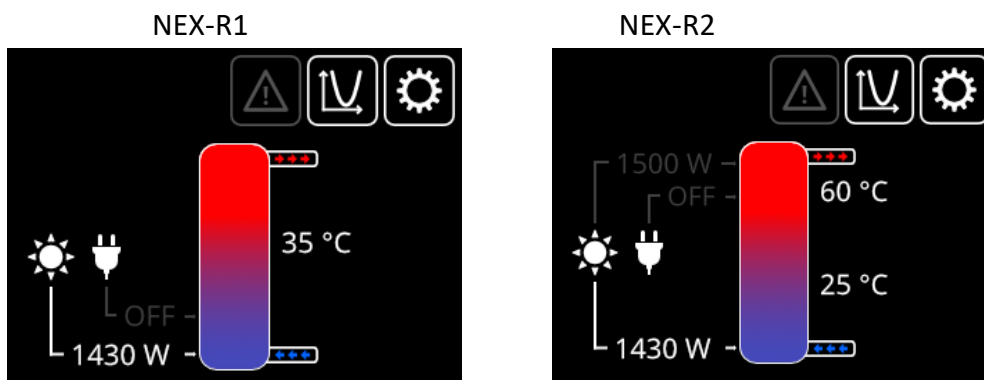 NEX-R1
35 °C
OFF
1430 W
NEX-R2
1500 W
OFF
60 °C
25 °C
1430 W